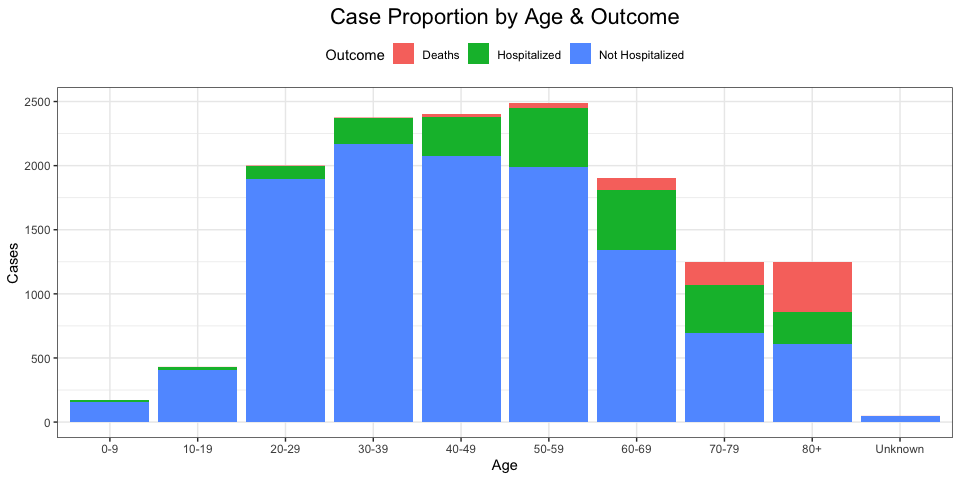 Case Proportion by Age & Outcome
Outcome Deaths Hospitalized Not Hospitalized
2500
2000
1500
1000
500
0
Cases
0-9 10-19 20-29 30-39 40-49 50-59 60-69 70-79 80+ Unknown
Age